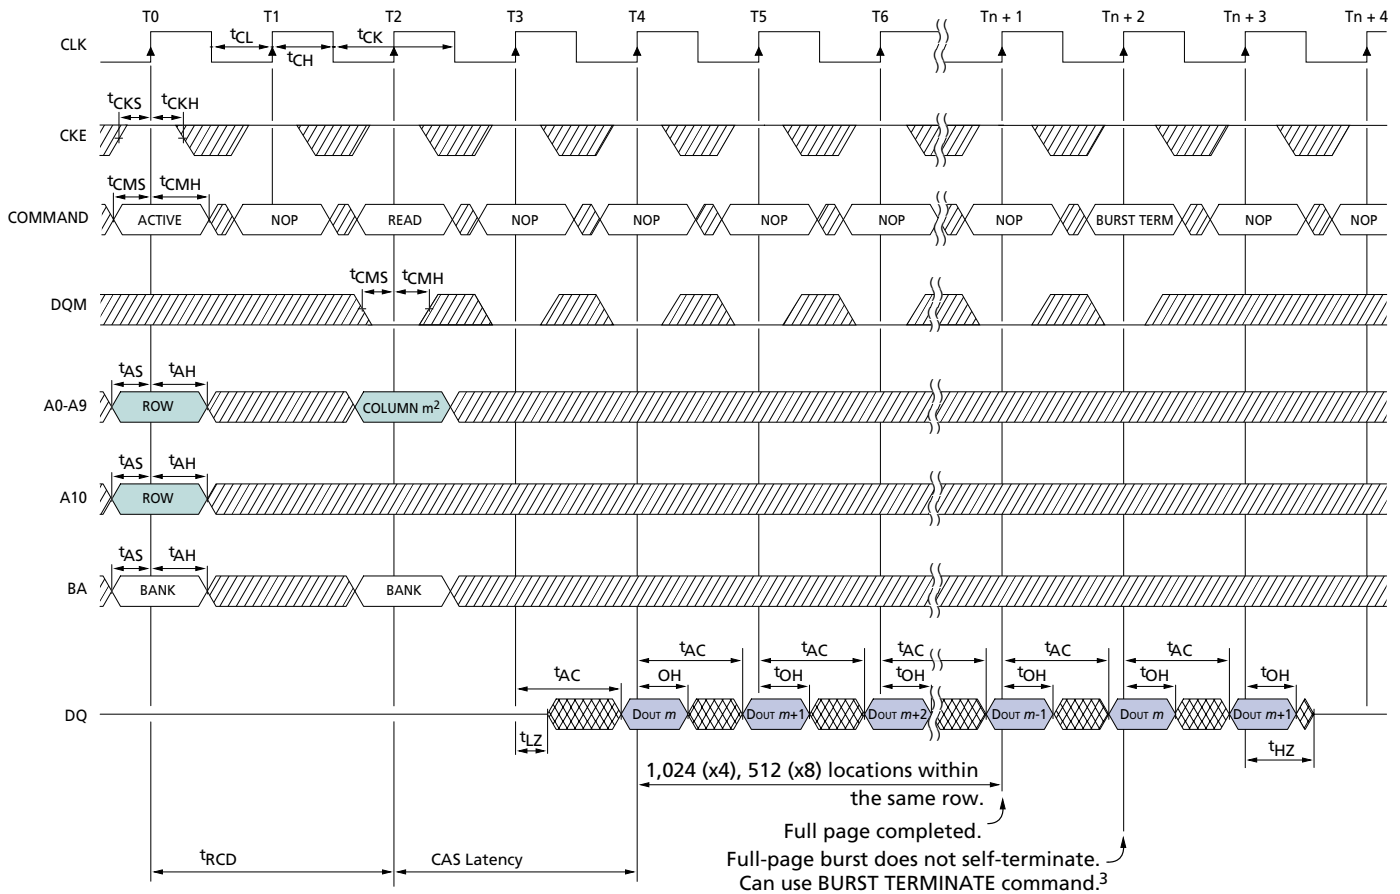 T0 T1 T2 T3 T4 T5 T6 Tn + 1 Tn + 2 Tn + 3 Tn + 4
CLK tCL tCH tCK
tCKS tCKH
CKE
tCMS tCMH
COMMAND ACTIVE NOP READ NOP NOP NOP NOP NOP BURST TERM NOP NOP
tCMS tCMH
DQM
tAS tAH
A0-A9 ROW COLUMN m²
tAS tAH
A10 ROW
tAS tAH
BA BANK BANK
tAC tAC tAC tAC tAC tAC
tAC OH tOH tOH tOH tOH tOH
DQ DOUT m DOUT m+1 DOUT m+2 DOUT m-1 DOUT m DOUT m+1
tLZ tHZ
1,024 (x4), 512 (x8) locations within
the same row.
Full page completed.
Full-page burst does not self-terminate.
Can use BURST TERMINATE command.³
tRCD CAS Latency